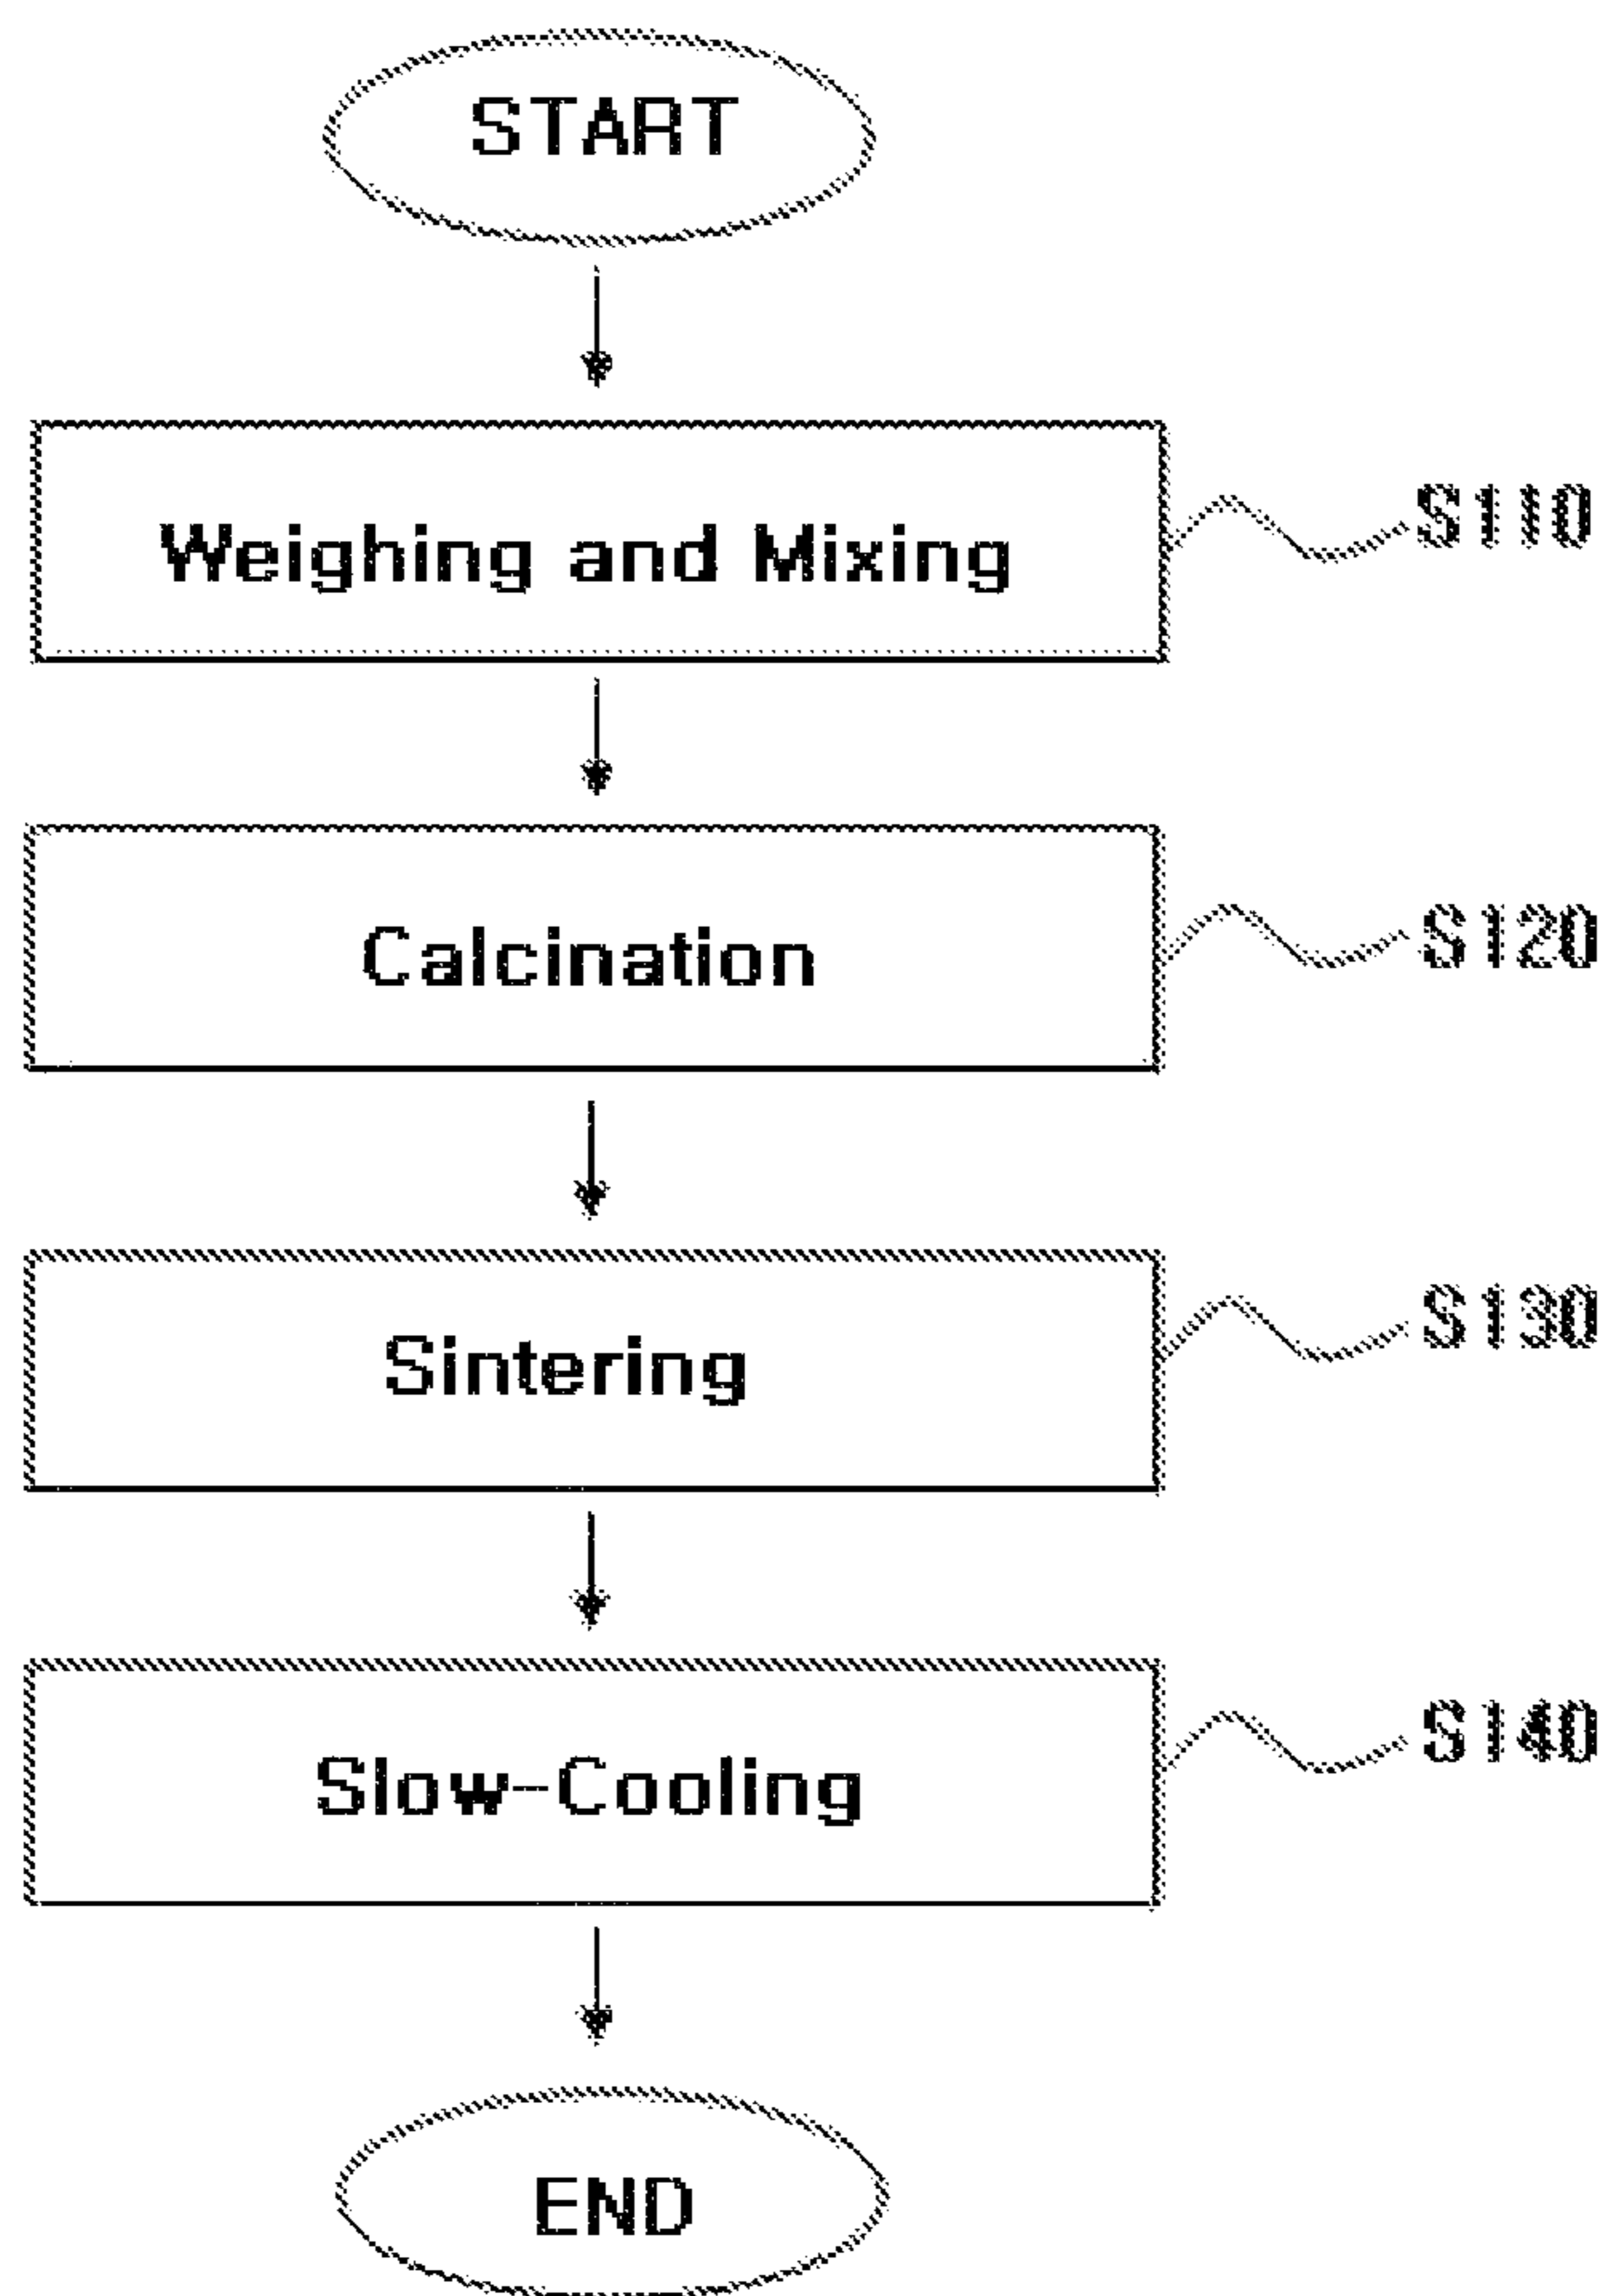 START
Weighing and Mixing
S110
Calcination
S120
Sintering
S130
Slow-Cooling
S140
END